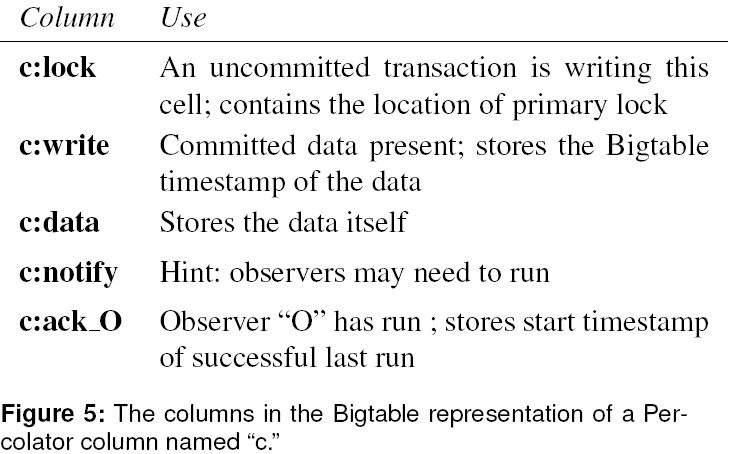 Column Use
c:lock An uncommitted transaction is writing this
cell; contains the location of primary lock
c:write Committed data present; stores the Bigtable
timestamp of the data
c:data Stores the data itself
c:notify Hint: observers may need to run
c:ack_O Observer “O” has run ; stores start timestamp
of successful last run
Figure 5: The columns in the Bigtable representation of a Per-
colator column named “c.”